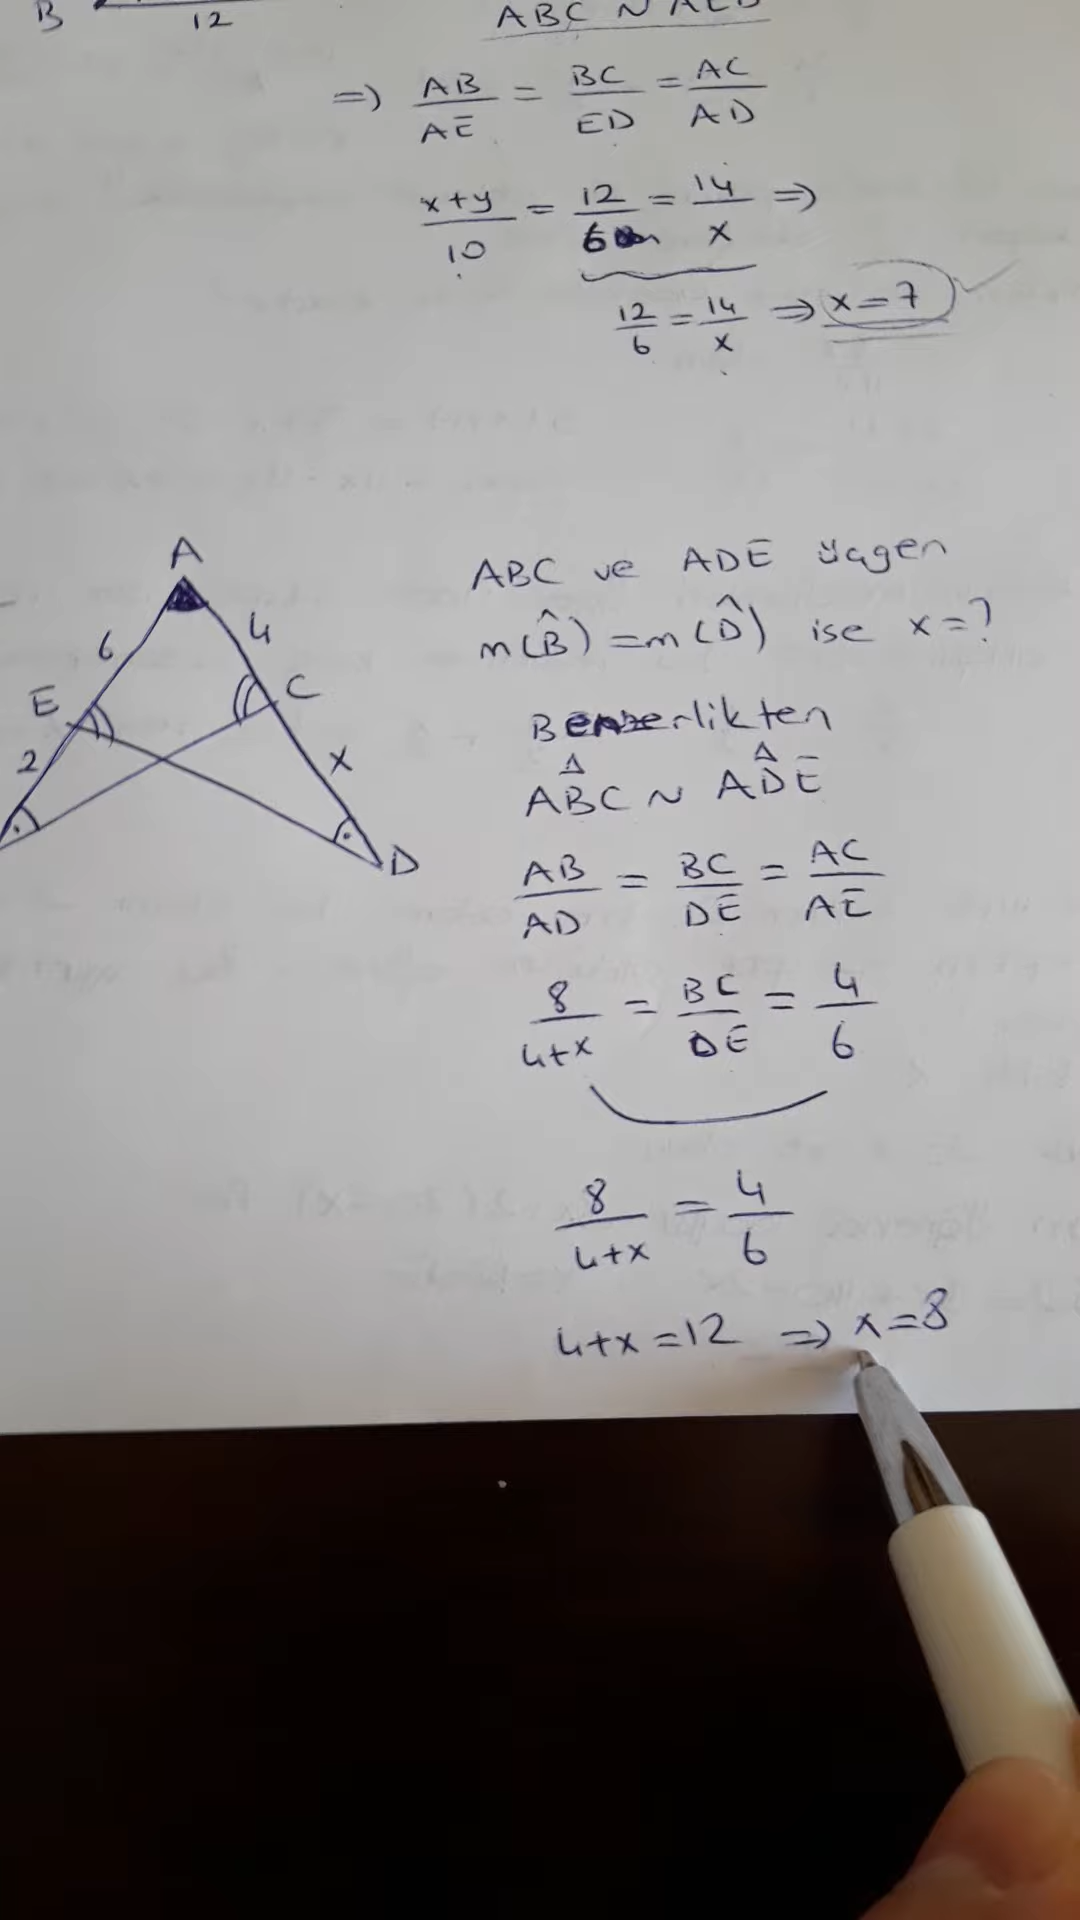 B
12
ABC ~ AED
=> AB/AE = BC/ED = AC/AD
x+y/10 = 12/6 = 14/x =>
12/6 = 14/x => x=7
A
6
4
E
C
2
x
D
ABC ve ADE üçgen
m(B̂)=m(D̂) ise x=?
Benzerlikten
ABC ~ ADE
AB/AD = BC/DE = AC/AE
8/4+x = BC/DE = 4/6
8/4+x = 4/6
4+x=12 => x=8